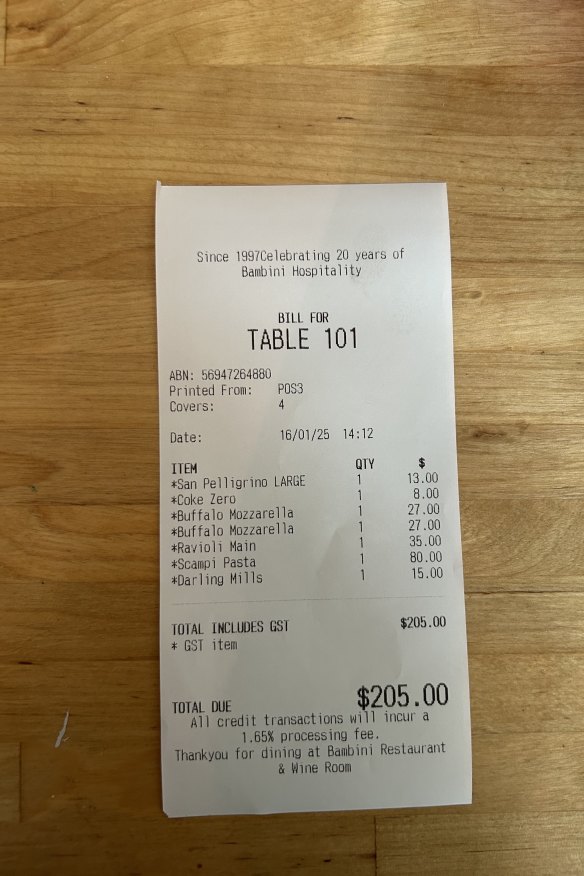 Since 1997Celebrating 20 years of
Bambini Hospitality
BILL FOR
TABLE 101
ABN: 56947264880
Printed From: POS3
Covers: 4
Date: 16/01/25 14:12
ITEM QTY $
*San Pelligrino LARGE 1 13.00
*Coke Zero 1 8.00
*Buffalo Mozzarella 1 27.00
*Buffalo Mozzarella 1 27.00
*Ravioli Main 1 35.00
*Scampi Pasta 1 80.00
*Darling Mills 1 15.00
TOTAL INCLUDES GST $205.00
* GST item
TOTAL DUE $205.00
All credit transactions will incur a
1.65% processing fee.
Thankyou for dining at Bambini Restaurant
& Wine Room